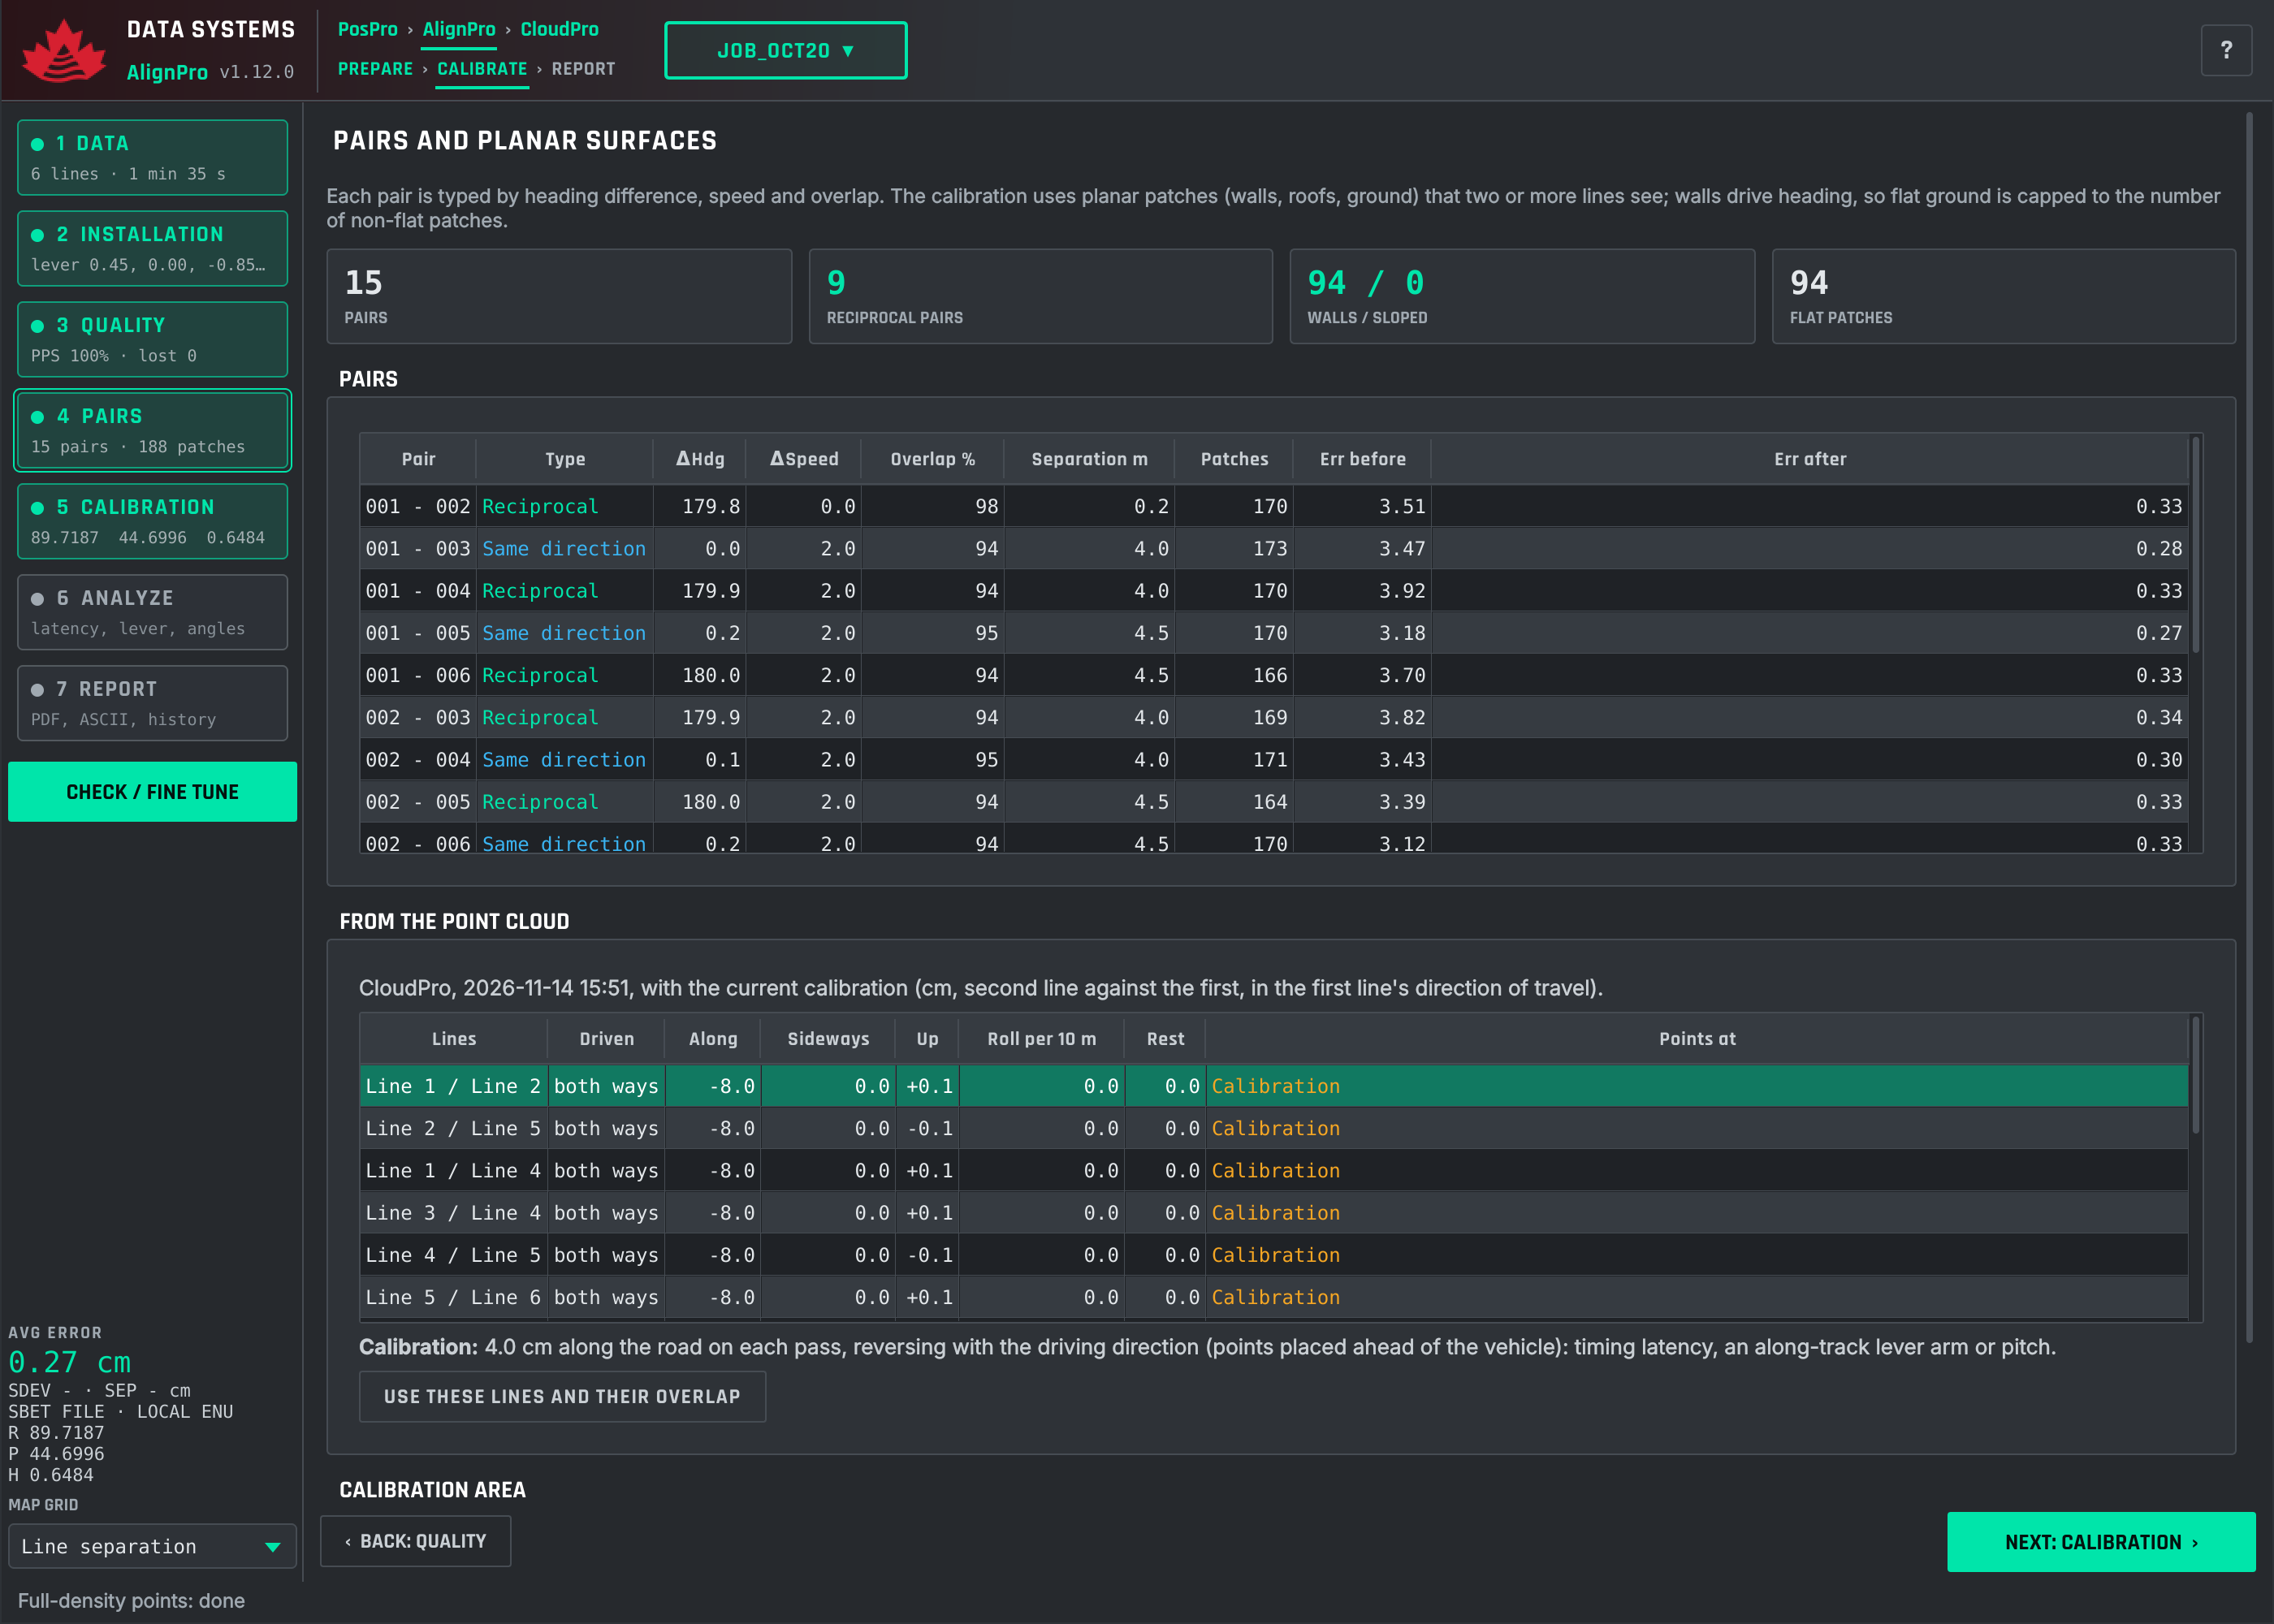 DATA SYSTEMS
AlignPro v1.12.0
PosPro › AlignPro › CloudPro
PREPARE › CALIBRATE › REPORT
JOB_OCT20 ▼
?
1 DATA
6 lines · 1 min 35 s
2 INSTALLATION
lever 0.45, 0.00, -0.85…
3 QUALITY
PPS 100% · lost 0
4 PAIRS
15 pairs · 188 patches
5 CALIBRATION
89.7187 44.6996 0.6484
6 ANALYZE
latency, lever, angles
7 REPORT
PDF, ASCII, history
CHECK / FINE TUNE
AVG ERROR
0.27 cm
SDEV - · SEP - cm
SBET FILE · LOCAL ENU
R 89.7187
P 44.6996
H 0.6484
MAP GRID
Line separation
Full-density points: done
PAIRS AND PLANAR SURFACES
Each pair is typed by heading difference, speed and overlap. The calibration uses planar patches (walls, roofs, ground) that two or more lines see; walls drive heading, so flat ground is capped to the number
of non-flat patches.
15
PAIRS
9
RECIPROCAL PAIRS
94 / 0
WALLS / SLOPED
94
FLAT PATCHES
PAIRS
Pair Type ΔHdg ΔSpeed Overlap % Separation m Patches Err before Err after
001 - 002 Reciprocal 179.8 0.0 98 0.2 170 3.51 0.33
001 - 003 Same direction 0.0 2.0 94 4.0 173 3.47 0.28
001 - 004 Reciprocal 179.9 2.0 94 4.0 170 3.92 0.33
001 - 005 Same direction 0.2 2.0 95 4.5 170 3.18 0.27
001 - 006 Reciprocal 180.0 2.0 94 4.5 166 3.70 0.33
002 - 003 Reciprocal 179.9 2.0 94 4.0 169 3.82 0.34
002 - 004 Same direction 0.1 2.0 95 4.0 171 3.43 0.30
002 - 005 Reciprocal 180.0 2.0 94 4.5 164 3.39 0.33
002 - 006 Same direction 0.2 2.0 94 4.5 170 3.12 0.33
FROM THE POINT CLOUD
CloudPro, 2026-11-14 15:51, with the current calibration (cm, second line against the first, in the first line's direction of travel).
Lines Driven Along Sideways Up Roll per 10 m Rest Points at
Line 1 / Line 2 both ways -8.0 0.0 +0.1 0.0 0.0 Calibration
Line 2 / Line 5 both ways -8.0 0.0 -0.1 0.0 0.0 Calibration
Line 1 / Line 4 both ways -8.0 0.0 +0.1 0.0 0.0 Calibration
Line 3 / Line 4 both ways -8.0 0.0 +0.1 0.0 0.0 Calibration
Line 4 / Line 5 both ways -8.0 0.0 -0.1 0.0 0.0 Calibration
Line 5 / Line 6 both ways -8.0 0.0 +0.1 0.0 0.0 Calibration
Calibration: 4.0 cm along the road on each pass, reversing with the driving direction (points placed ahead of the vehicle): timing latency, an along-track lever arm or pitch.
USE THESE LINES AND THEIR OVERLAP
CALIBRATION AREA
‹ BACK: QUALITY
NEXT: CALIBRATION ›